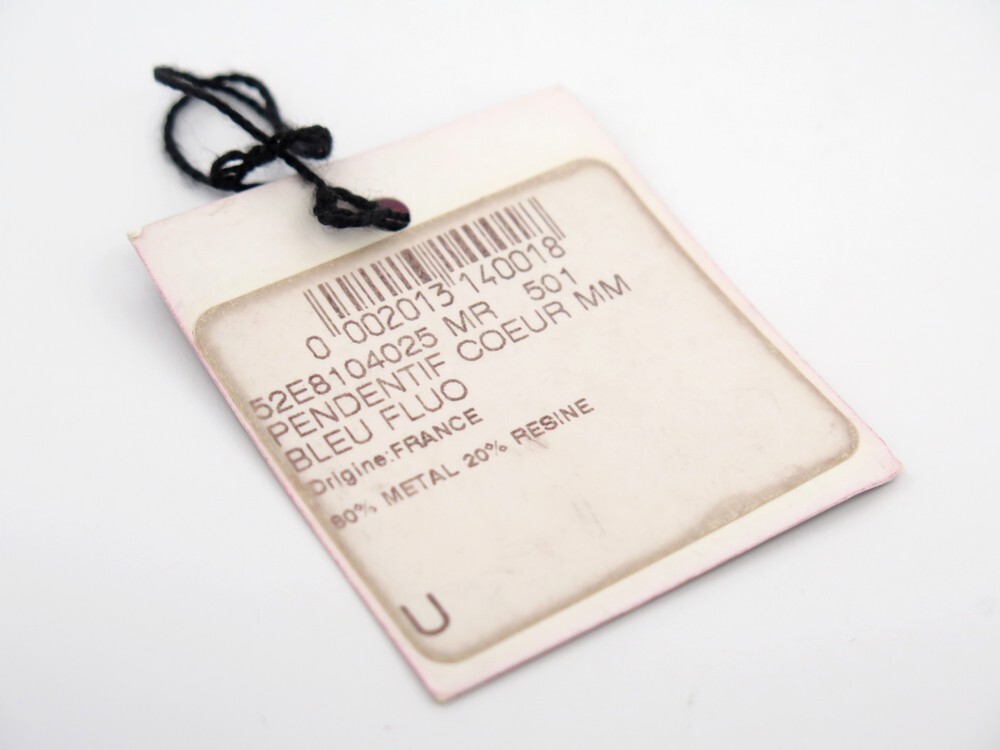 0 002013 140018
52E8104025 MR 501
PENDENTIF COEUR MM
BLEU FLUO
Origine:FRANCE
80% METAL 20% RESINE
U